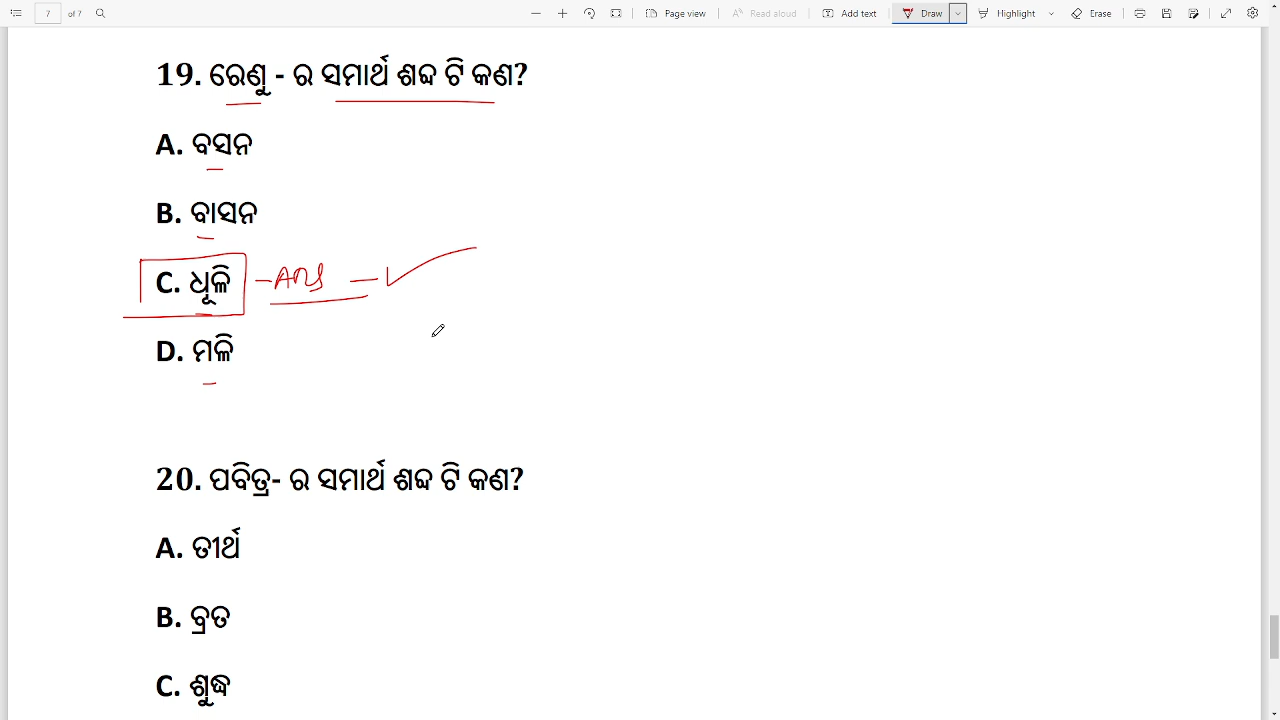 7 of 7 Page view Read aloud Add text Draw Highlight Erase
19. ରେଣୁ - ର ସମାର୍ଥ ଶବ୍ଦ ଟି କଣ?
A. ବସନ
B. ବାସନ
C. ଧୂଳି - Ans -
D. ମଳି
20. ପବିତ୍ର- ର ସମାର୍ଥ ଶବ୍ଦ ଟି କଣ?
A. ତୀର୍ଥ
B. ବ୍ରତ
C. ଶୁଦ୍ଧ